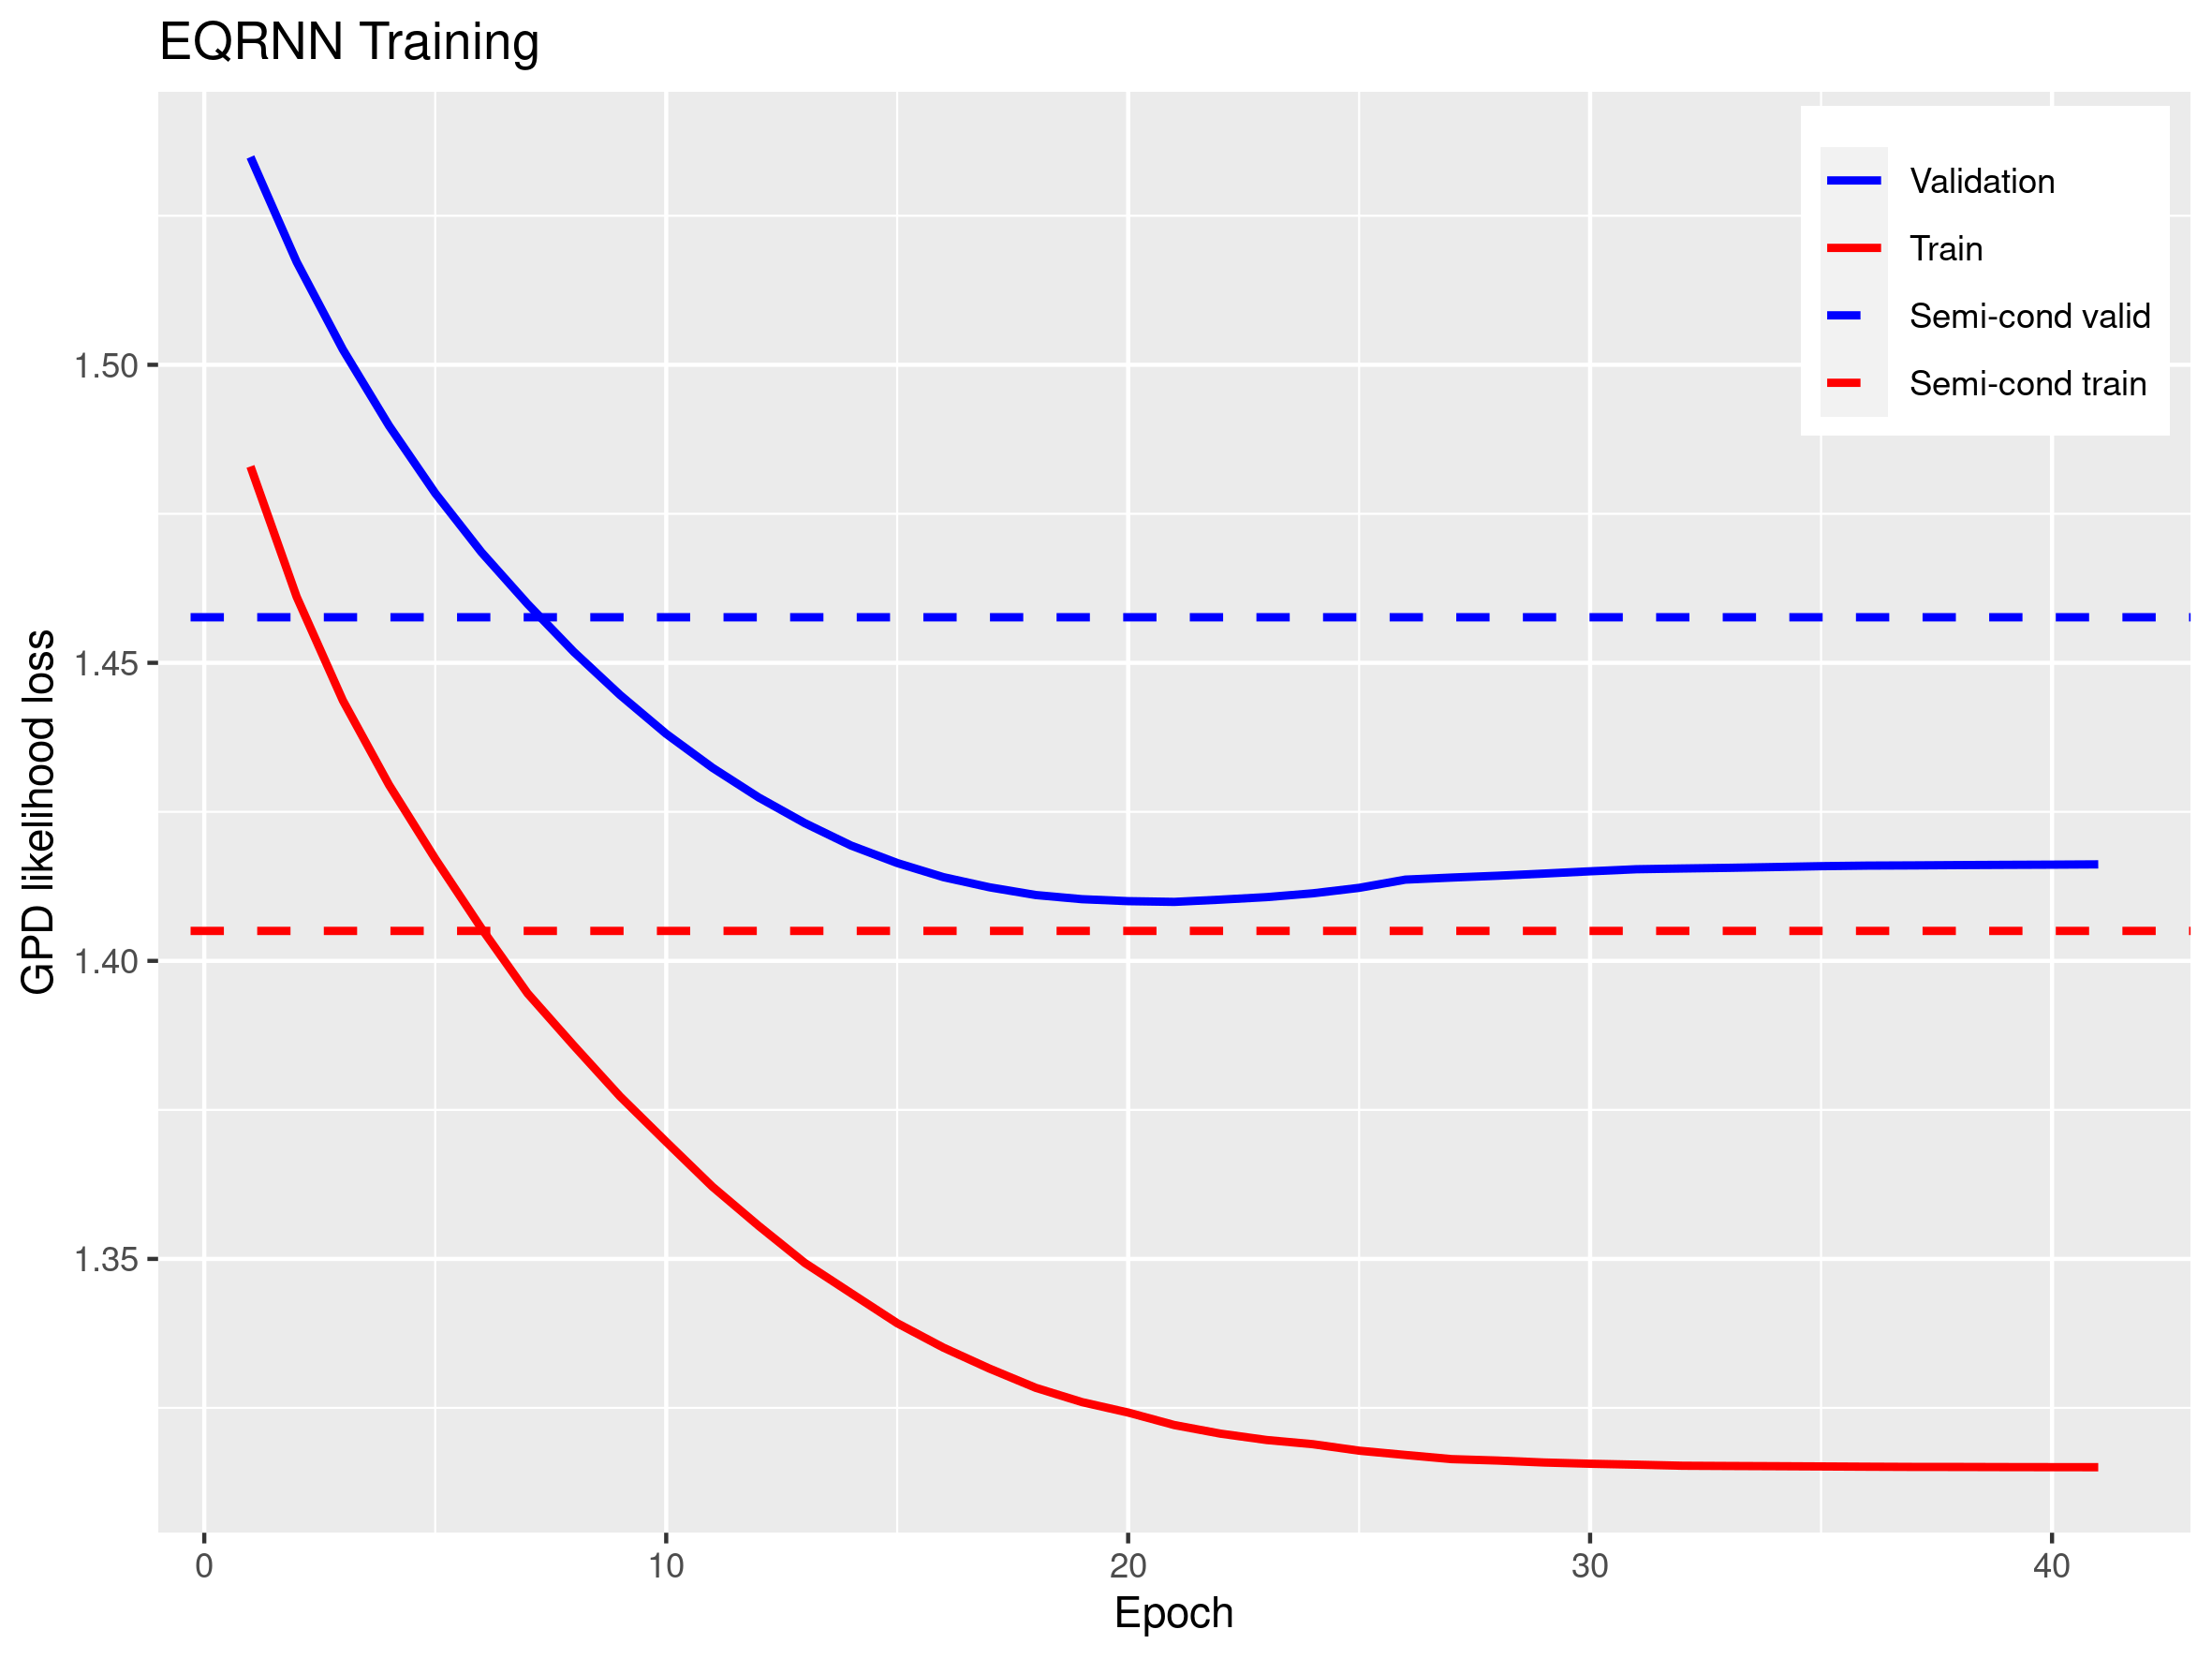 EQRNN Training
Validation
Train
Semi-cond valid
Semi-cond train
GPD likelihood loss
1.50
1.45
1.40
1.35
0
10
20
30
40
Epoch